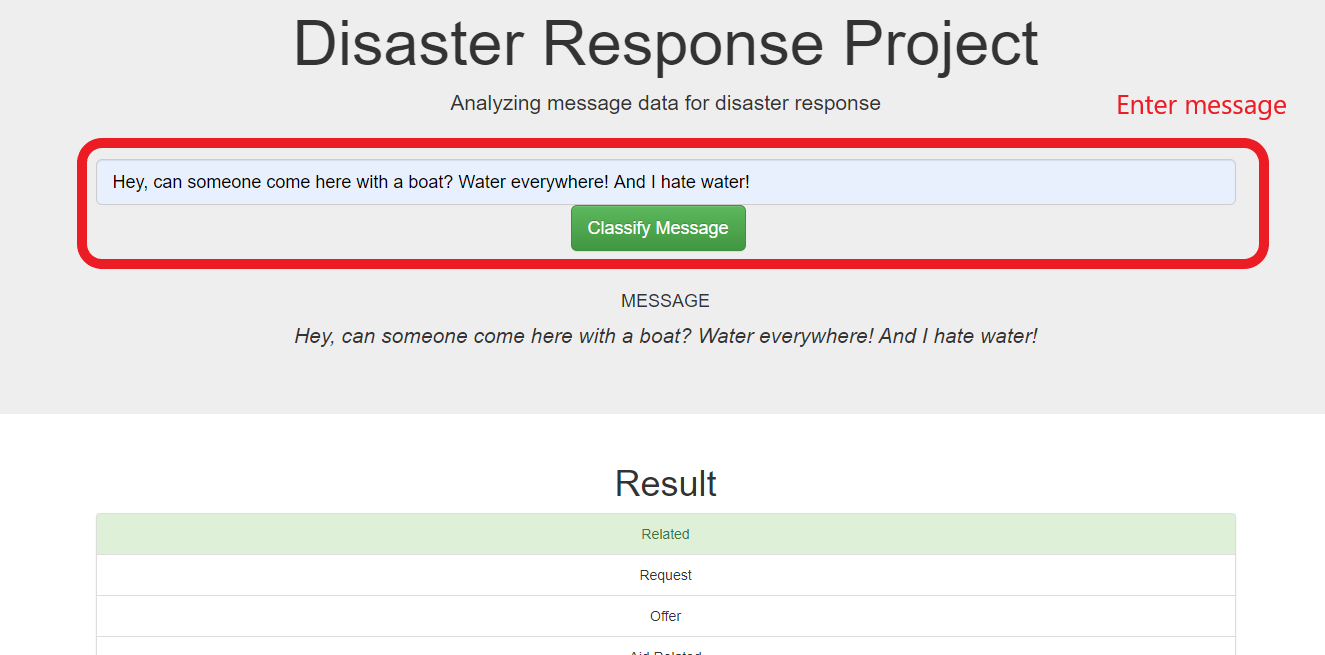 Disaster Response Project
Analyzing message data for disaster response
Enter message
Hey, can someone come here with a boat? Water everywhere! And I hate water!
Classify Message
MESSAGE
Hey, can someone come here with a boat? Water everywhere! And I hate water!
Result
Related
Request
Offer
Aid Related